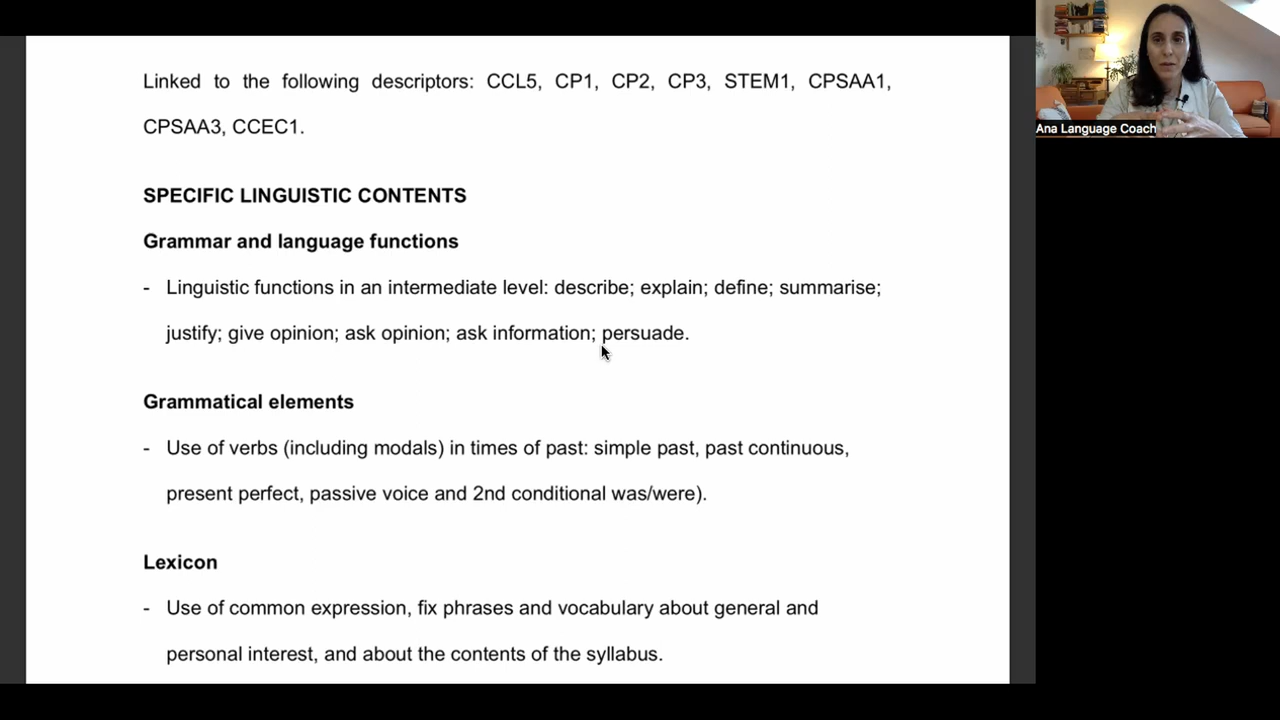 Linked to the following descriptors: CCL5, CP1, CP2, CP3, STEM1, CPSAA1,
CPSAA3, CCEC1.
Ana Language Coach
SPECIFIC LINGUISTIC CONTENTS
Grammar and language functions
- Linguistic functions in an intermediate level: describe; explain; define; summarise;
justify; give opinion; ask opinion; ask information; persuade.
Grammatical elements
- Use of verbs (including modals) in times of past: simple past, past continuous,
present perfect, passive voice and 2nd conditional was/were).
Lexicon
- Use of common expression, fix phrases and vocabulary about general and
personal interest, and about the contents of the syllabus.